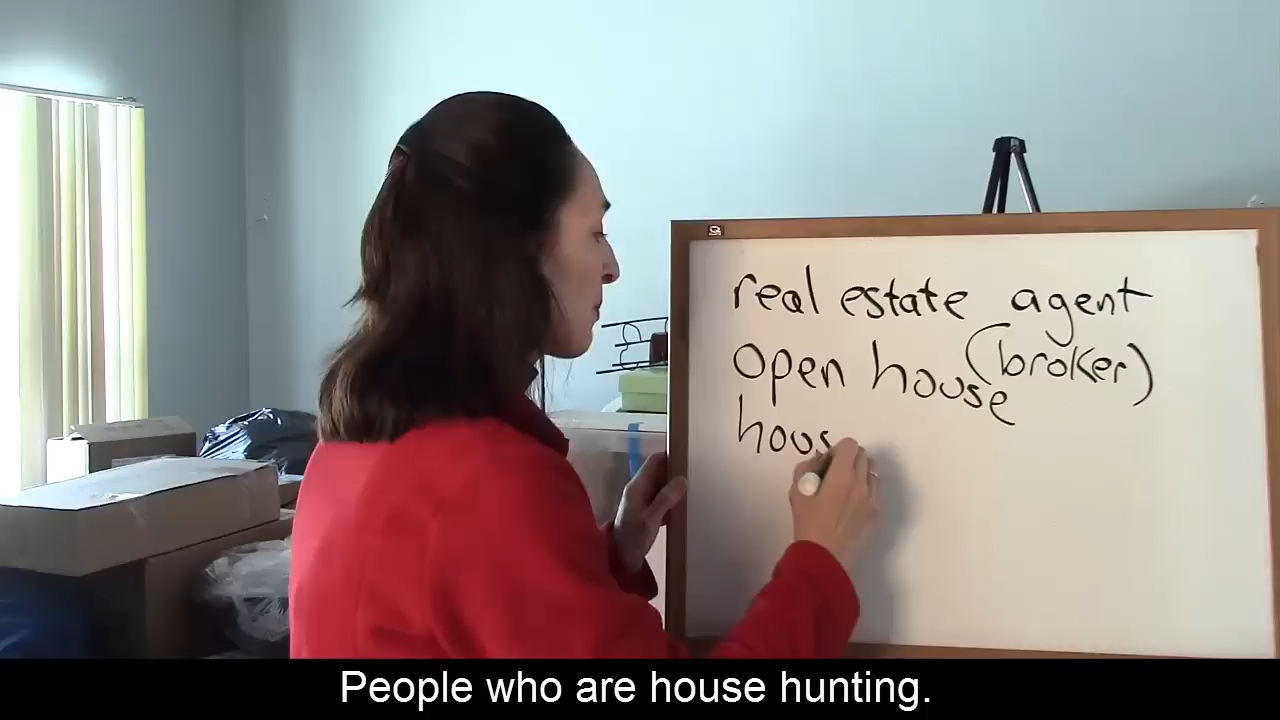 real estate agent
open house (broker)
hous
People who are house hunting.